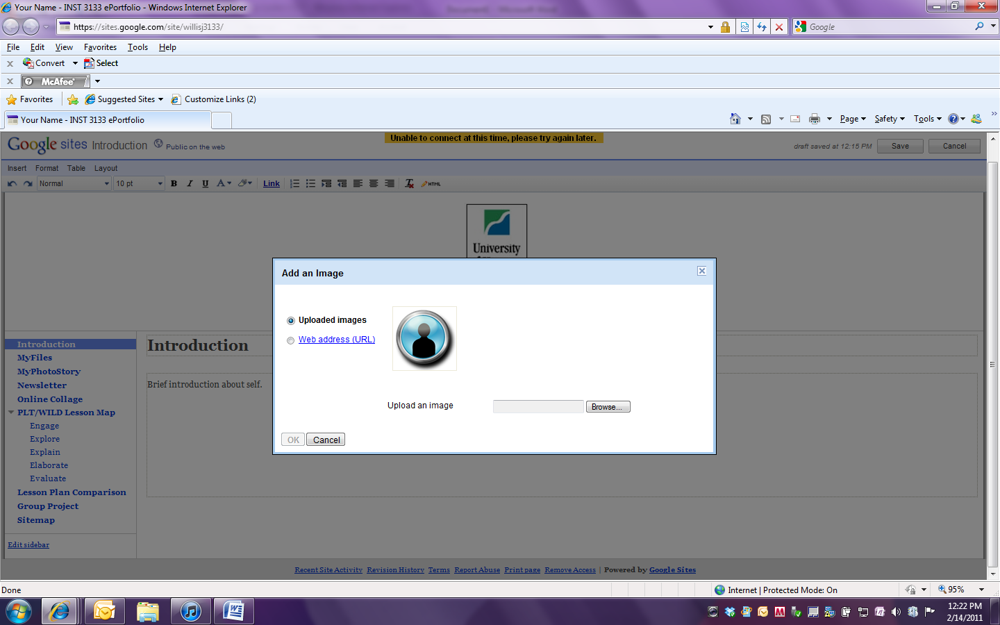 Your Name - INST 3133 ePortfolio - Windows Internet Explorer
https://sites.google.com/site/willisj3133/
Google
File Edit View Favorites Tools Help
x Convert Select
x McAfee
Favorites Suggested Sites Customize Links (2)
Your Name - INST 3133 ePortfolio
Page Safety Tools
Unable to connect at this time, please try again later.
Google sites Introduction Public on the web
draft saved at 12:15 PM Save Cancel
Insert Format Table Layout
Normal 10 pt B I U A Link HTML
University
Add an Image
Uploaded images
Web address (URL)
Upload an image Browse...
OK Cancel
Introduction
MyFiles
MyPhotoStory
Newsletter
Online Collage
PLT/WILD Lesson Map
Engage
Explore
Explain
Elaborate
Evaluate
Lesson Plan Comparison
Group Project
Sitemap
Edit sidebar
Introduction
Brief introduction about self.
Recent Site Activity Revision History Terms Report Abuse Print page Remove Access | Powered by Google Sites
Done
Internet | Protected Mode: On
95%
12:22 PM
2/14/2011